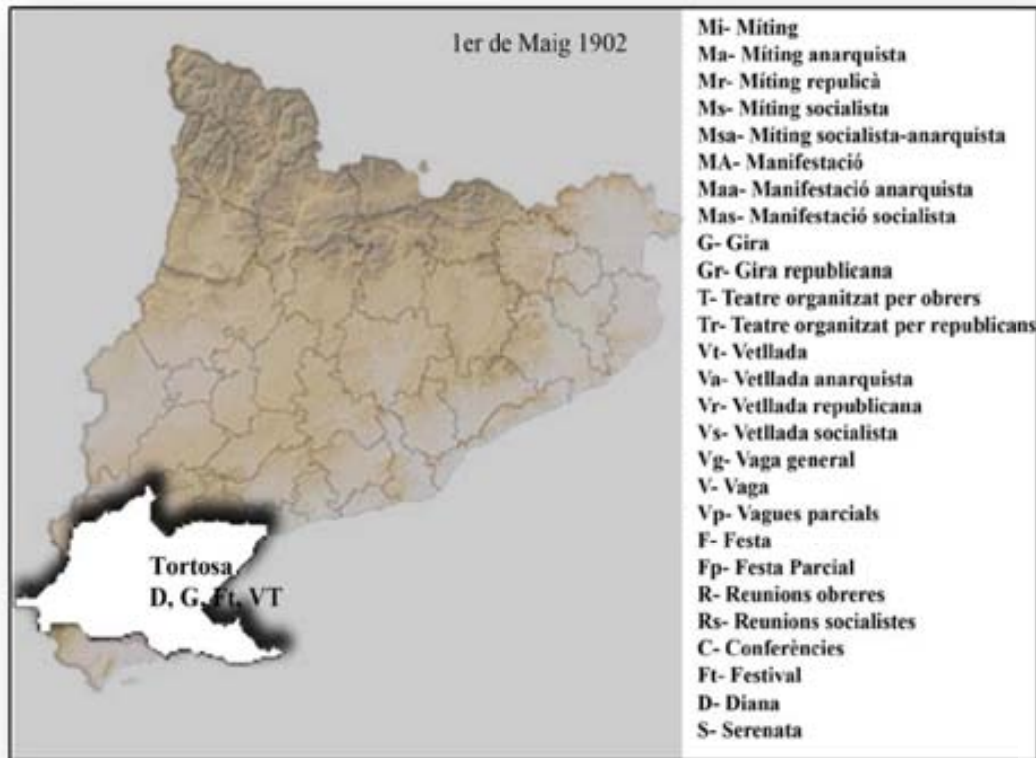 1er de Maig 1902
Tortosa
D, G, Ft, VT
Mi- Míting
Ma- Míting anarquista
Mr- Míting repulicà
Ms- Míting socialista
Msa- Míting socialista-anarquista
MA- Manifestació
Maa- Manifestació anarquista
Mas- Manifestació socialista
G- Gira
Gr- Gira republicana
T- Teatre organitzat per obrers
Tr- Teatre organitzat per republicans
Vt- Vetllada
Va- Vetllada anarquista
Vr- Vetllada republicana
Vs- Vetllada socialista
Vg- Vaga general
V- Vaga
Vp- Vagues parcials
F- Festa
Fp- Festa Parcial
R- Reunions obreres
Rs- Reunions socialistes
C- Conferències
Ft- Festival
D- Diana
S- Serenata